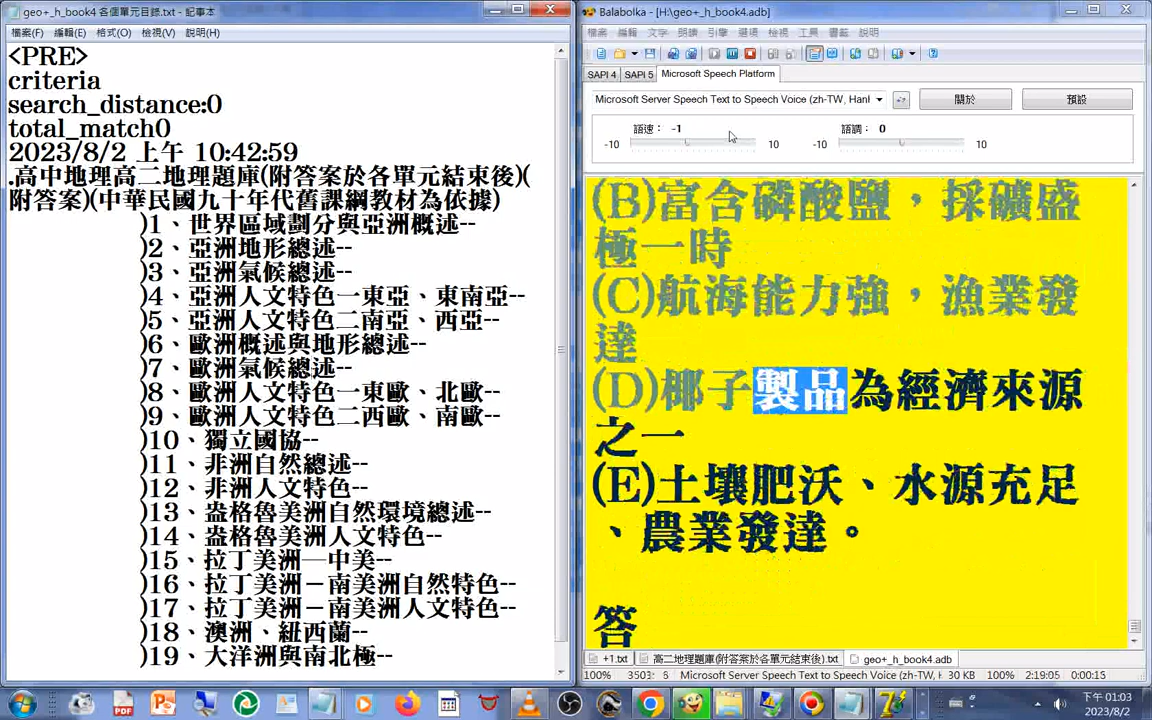 geo+_h_book4 各個單元目錄.txt - 記事本
檔案(F) 編輯(E) 格式(O) 檢視(V) 說明(H)
<PRE>
criteria
search_distance:0
total_match0
2023/8/2 上午 10:42:59
.高中地理高二地理題庫(附答案於各單元結束後)(
附答案)(中華民國九十年代舊課綱教材為依據)
)1、世界區域劃分與亞洲概述--
)2、亞洲地形總述--
)3、亞洲氣候總述--
)4、亞洲人文特色一東亞、東南亞--
)5、亞洲人文特色二南亞、西亞--
)6、歐洲概述與地形總述--
)7、歐洲氣候總述--
)8、歐洲人文特色一東歐、北歐--
)9、歐洲人文特色二西歐、南歐--
)10、獨立國協--
)11、非洲自然總述--
)12、非洲人文特色--
)13、盎格魯美洲自然環境總述--
)14、盎格魯美洲人文特色--
)15、拉丁美洲─中美--
)16、拉丁美洲－南美洲自然特色--
)17、拉丁美洲－南美洲人文特色--
)18、澳洲、紐西蘭--
)19、大洋洲與南北極--
Balabolka - [H:\geo+_h_book4.adb]
檔案 編輯 文字 朗讀 引擎 選項 檢視 工具 書籤 說明
SAPI 4 SAPI 5 Microsoft Speech Platform
Microsoft Server Speech Text to Speech Voice (zh-TW, Hanl
關於 預設
語速： -1 語調： 0
-10 10 -10 10
(B)富含磷酸鹽，採礦盛
極一時
(C)航海能力強，漁業發
達
(D)椰子製品為經濟來源
之一
(E)土壤肥沃、水源充足
、農業發達。
答
+1.txt 高二地理題庫(附答案於各單元結束後).txt geo+_h_book4.adb
100% 3503: Microsoft Server Speech Text to Speech Voice (zh-TW, H 30 KB 100% 2:19:05 0:00:15
下午 01:03
2023/8/2